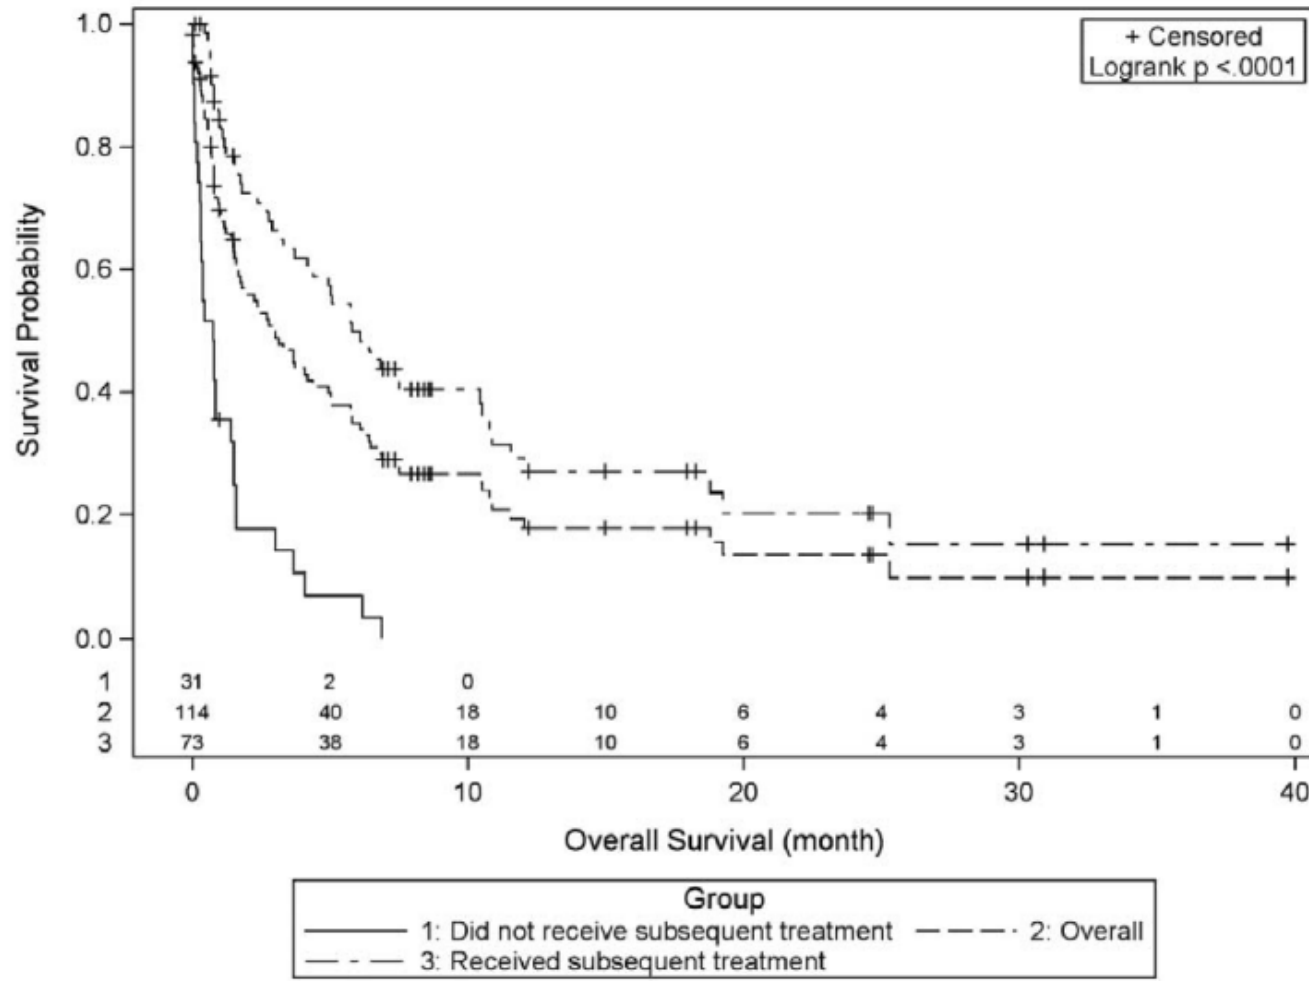 1.0
+ Censored
Logrank p <.0001
0.8
0.6
0.4
0.2
0.0
Survival Probability
1 31 2 0
2 114 40 18 10 6 4 3 1 0
3 73 38 18 10 6 4 3 1 0
0 10 20 30 40
Overall Survival (month)
Group
1: Did not receive subsequent treatment 2: Overall
3: Received subsequent treatment